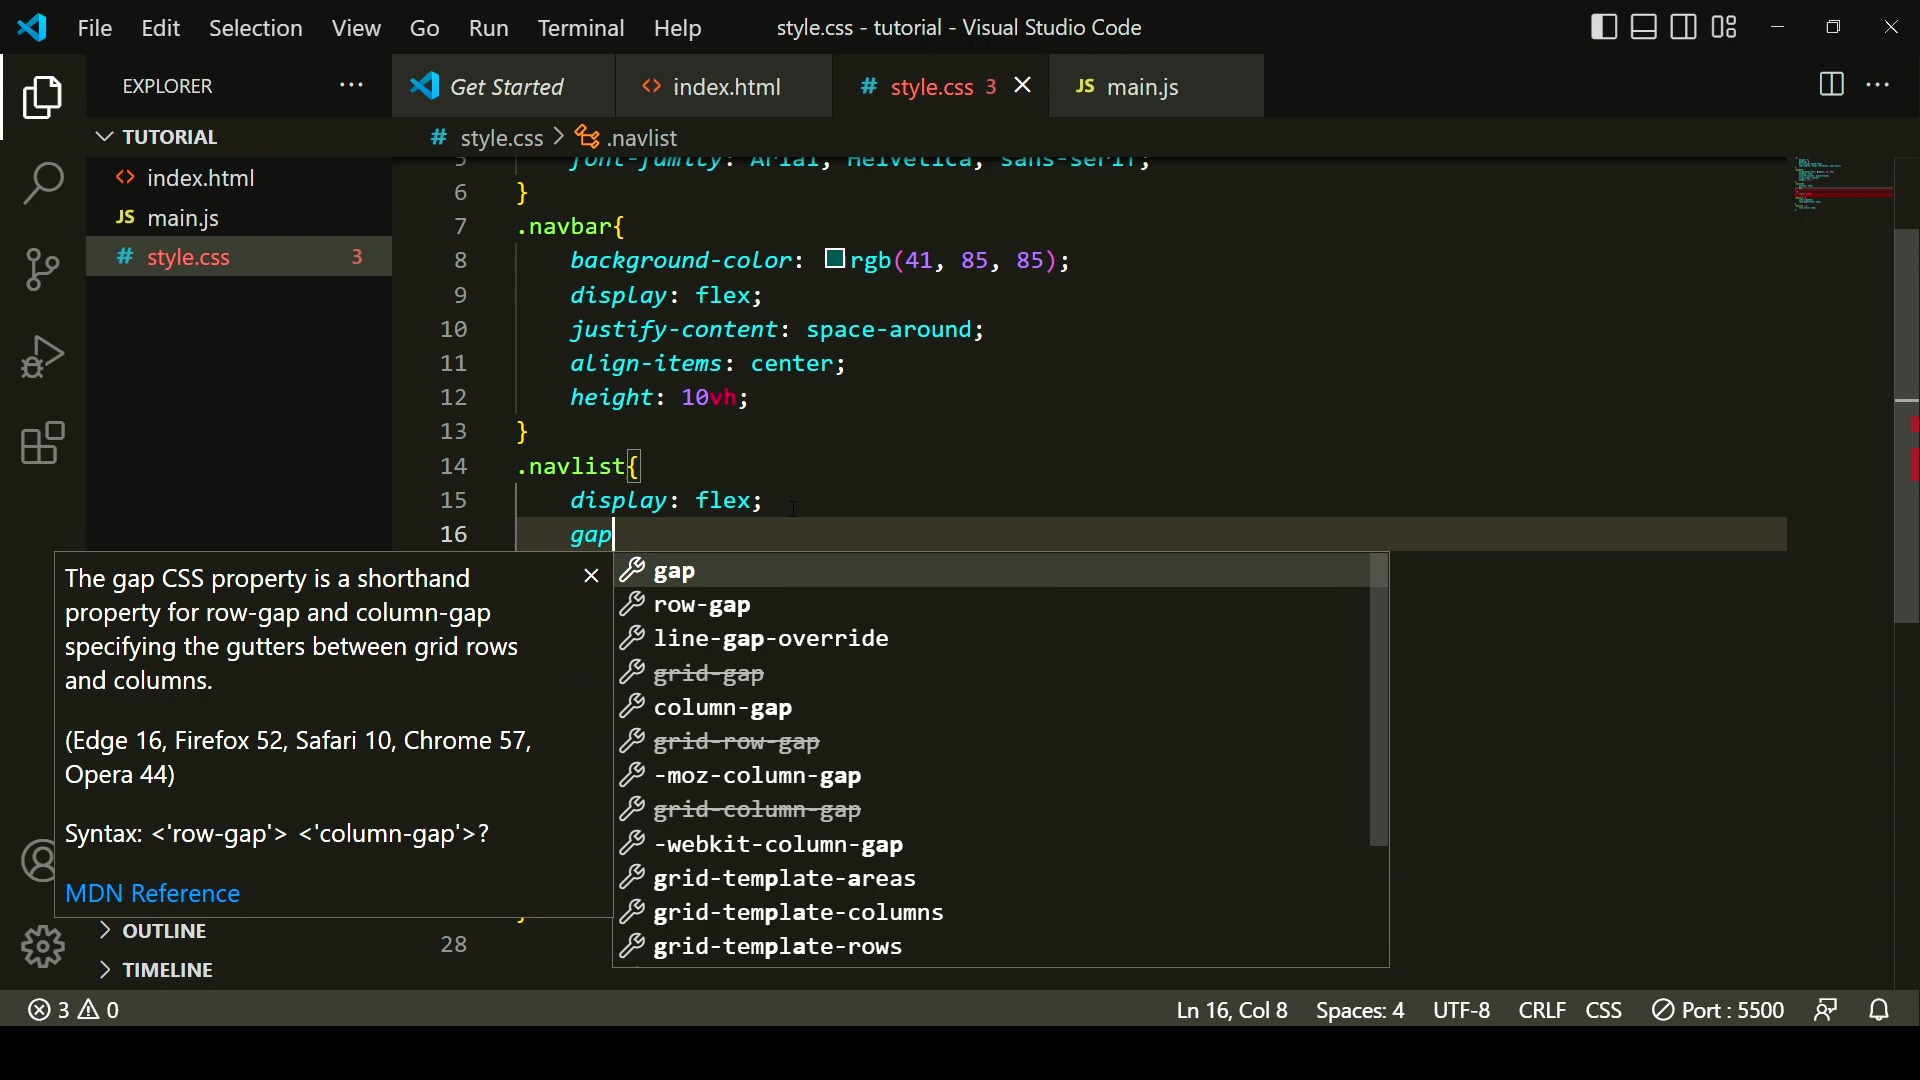 File Edit Selection View Go Run Terminal Help style.css - tutorial - Visual Studio Code
EXPLORER ··· Get Started <> index.html # style.css 3 × JS main.js ···
TUTORIAL
# style.css > .navlist
<> index.html
JS main.js
# style.css 3
5 font-family: Arial, Helvetica, sans-serif;
6 }
7 .navbar{
8 background-color: rgb(41, 85, 85);
9 display: flex;
10 justify-content: space-around;
11 align-items: center;
12 height: 10vh;
13 }
14 .navlist{
15 display: flex;
16 gap
The gap CSS property is a shorthand
property for row-gap and column-gap
specifying the gutters between grid rows
and columns.
(Edge 16, Firefox 52, Safari 10, Chrome 57,
Opera 44)
Syntax: <'row-gap'> <'column-gap'>?
MDN Reference
gap
row-gap
line-gap-override
grid-gap
column-gap
grid-row-gap
-moz-column-gap
grid-column-gap
-webkit-column-gap
grid-template-areas
grid-template-columns
grid-template-rows
OUTLINE
28
TIMELINE
3 0 Ln 16, Col 8 Spaces: 4 UTF-8 CRLF CSS Port : 5500